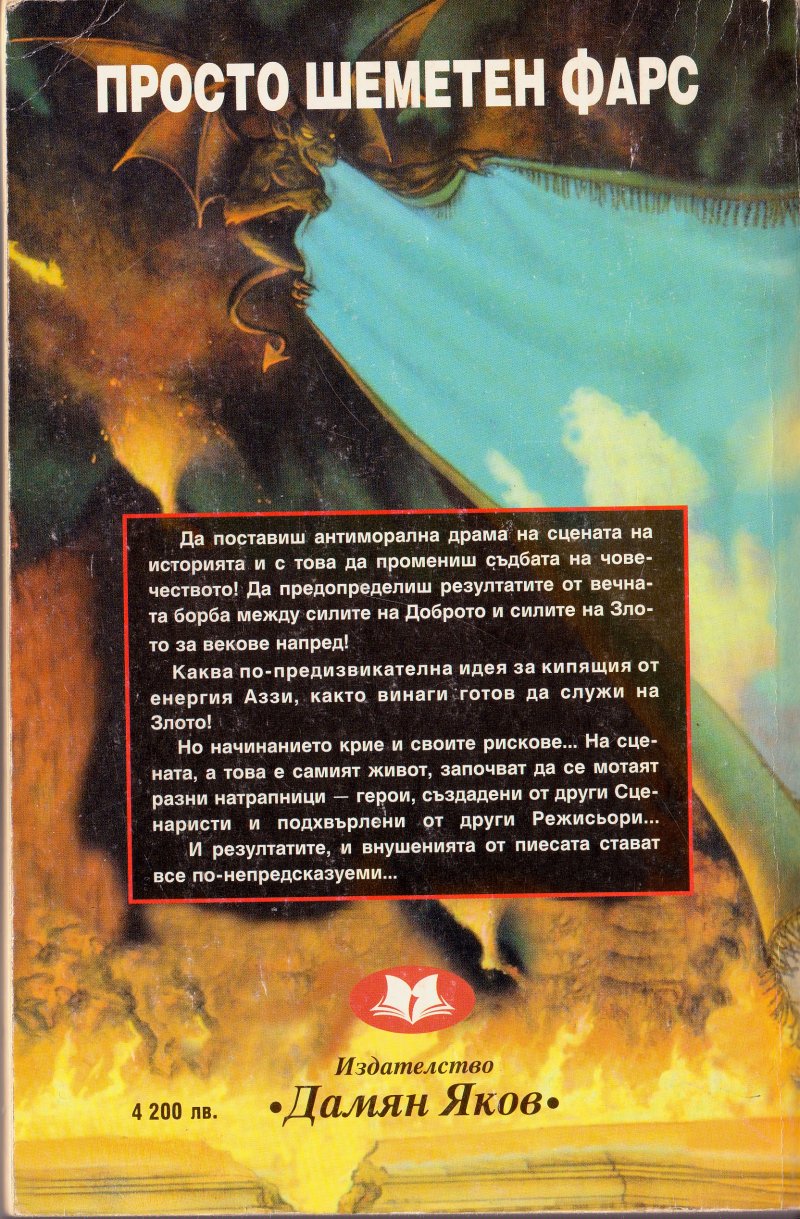 ПРОСТО ШЕМЕТЕН ФАРС
Да поставиш антиморална драма на сцената на
историята и с това да промениш съдбата на чове-
чеството! Да предопределиш резултатите от вечна-
та борба между силите на Доброто и силите на Зло-
то за векове напред!
Каква по-предизвикателна идея за кипящия от
енергия Аззи, както винаги готов да служи на
Злото!
Но начинанието крие и своите рискове... На сце-
ната, а това е самият живот, започват да се мотаят
разни натрапници — герои, създадени от други Сце-
наристи и подхвърлени от други Режисьори...
И резултатите, и внушенията от пиесата стават
все по-непредсказуеми...
Издателство
4 200 лв.
•Дамян Яков•